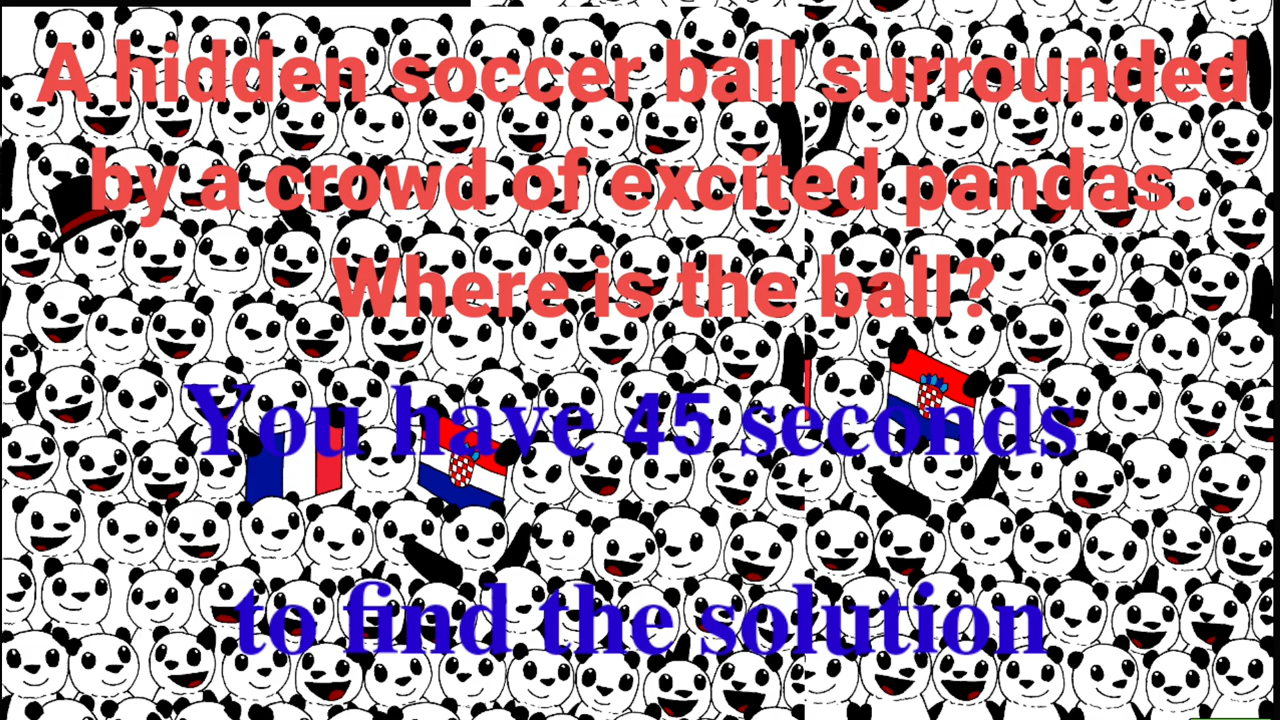 A hidden soccer ball surrounded
by a crowd of excited pandas.
Where is the ball?
You have 45 seconds
to find the solution